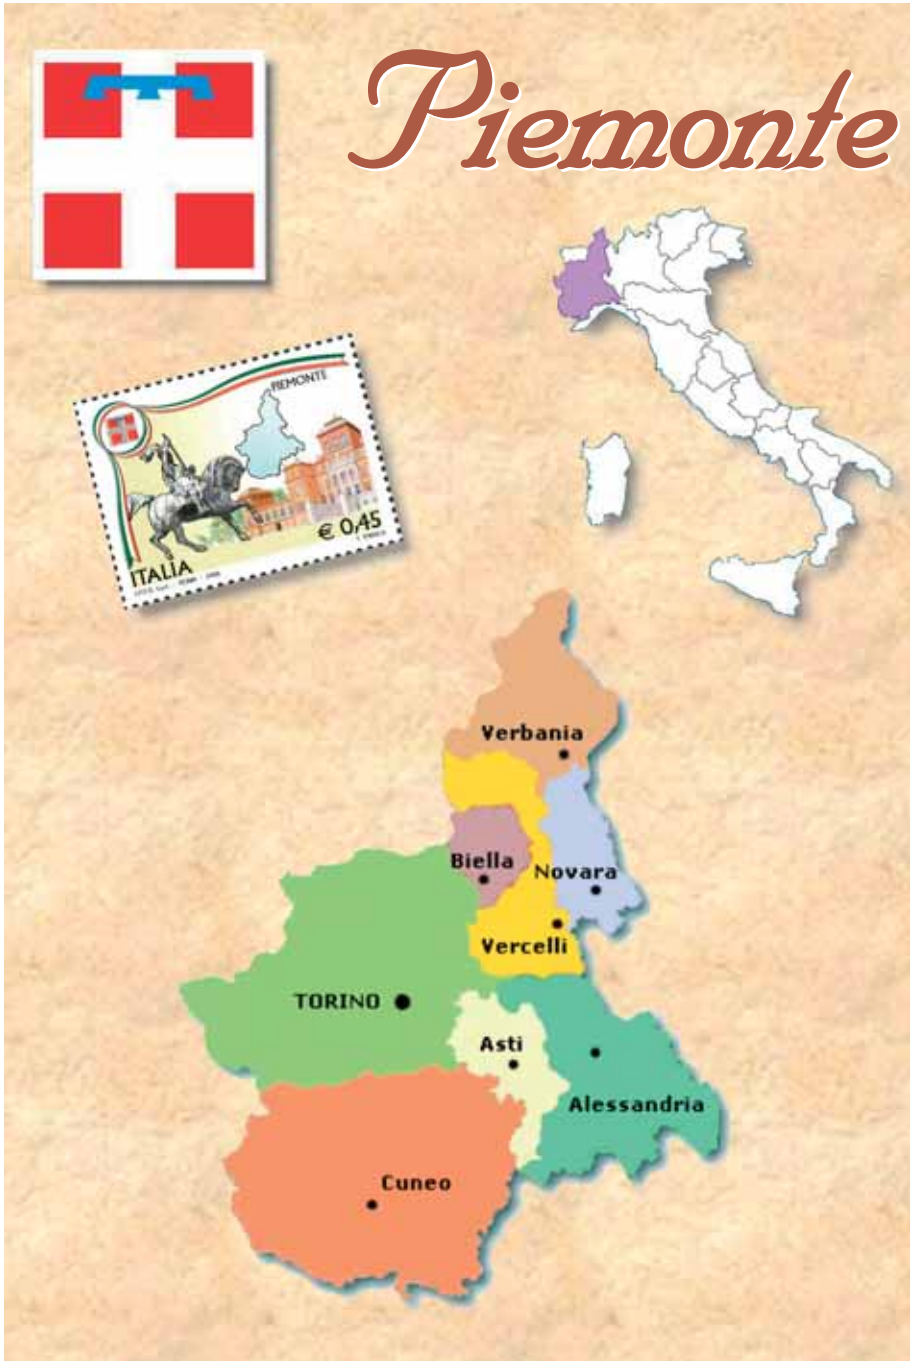 Piemonte
PIEMONTE
€ 0,45
ITALIA
Verbania
Biella
Novara
Vercelli
TORINO
Asti
Alessandria
Cuneo